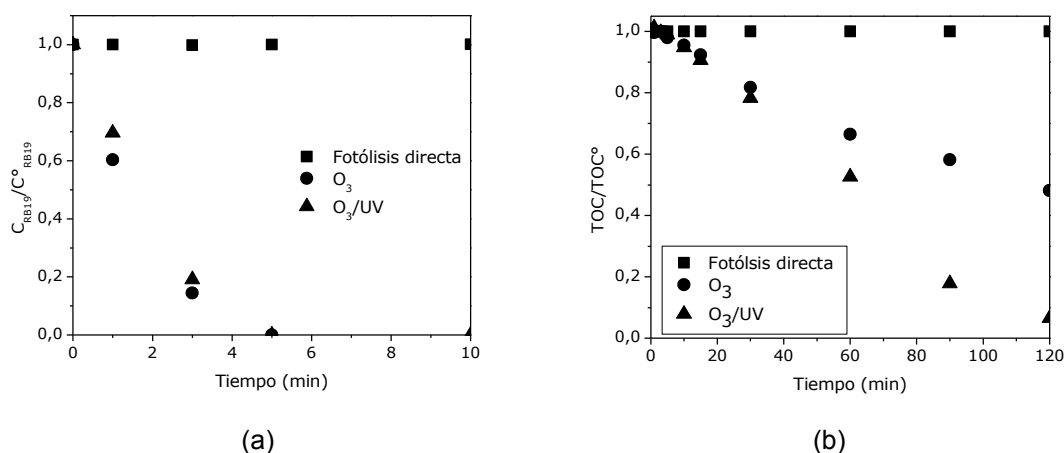 1,0
0,8
0,6
0,4
0,2
0,0
C_RB19/C°_RB19
Fotólisis directa
O₃
O₃/UV
0 2 4 6 8 10
Tiempo (min)
(a)
1,0
0,8
0,6
0,4
0,2
0,0
TOC/TOC°
Fotólsis directa
O₃
O₃/UV
0 20 40 60 80 100 120
Tiempo (min)
(b)